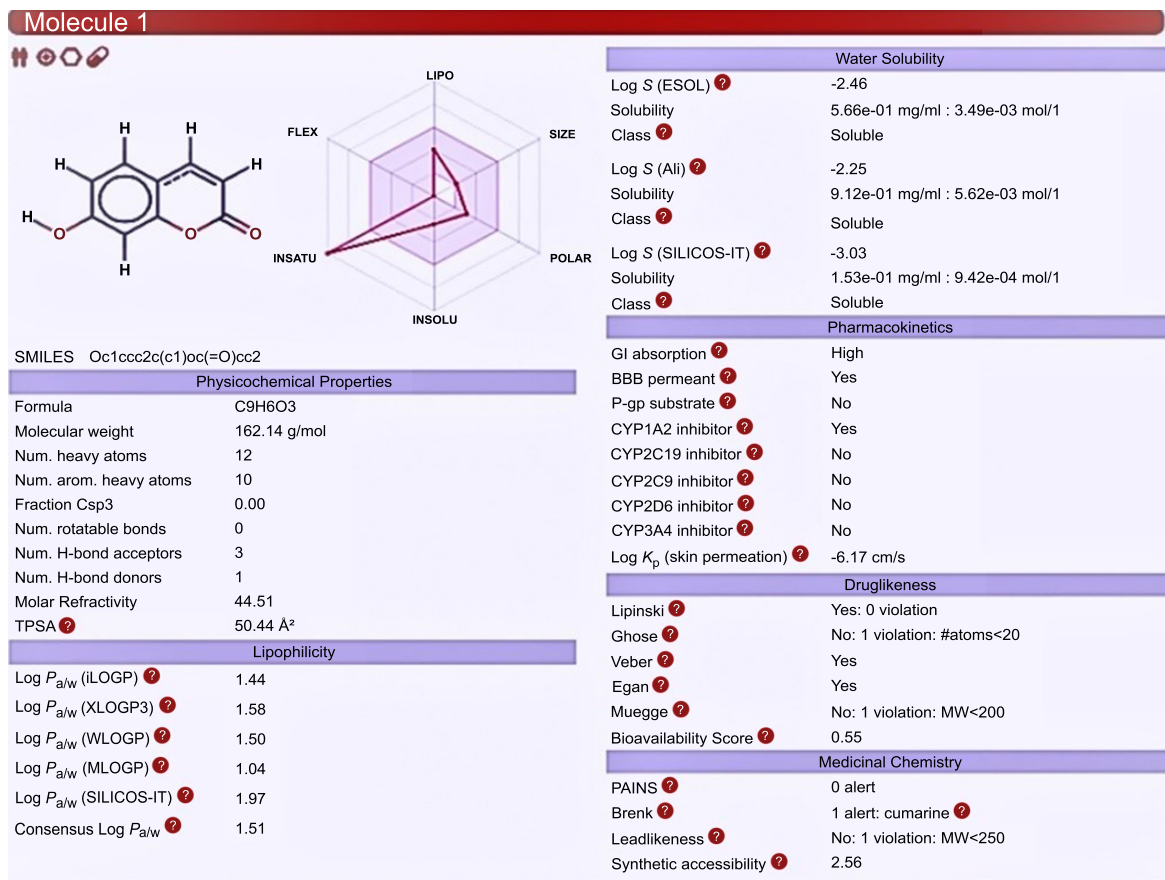 Molecule 1
H
H
H
H
H
H
O
O
O
LIPO
FLEX
SIZE
INSATU
POLAR
INSOLU
SMILES Oc1ccc2c(c1)oc(=O)cc2
Physicochemical Properties
Formula C9H6O3
Molecular weight 162.14 g/mol
Num. heavy atoms 12
Num. arom. heavy atoms 10
Fraction Csp3 0.00
Num. rotatable bonds 0
Num. H-bond acceptors 3
Num. H-bond donors 1
Molar Refractivity 44.51
TPSA ? 50.44 Å²
Lipophilicity
Log Pa/w (iLOGP) ? 1.44
Log Pa/w (XLOGP3) ? 1.58
Log Pa/w (WLOGP) ? 1.50
Log Pa/w (MLOGP) ? 1.04
Log Pa/w (SILICOS-IT) ? 1.97
Consensus Log Pa/w ? 1.51
Water Solubility
Log S (ESOL) ? -2.46
Solubility 5.66e-01 mg/ml : 3.49e-03 mol/1
Class ? Soluble
Log S (Ali) ? -2.25
Solubility 9.12e-01 mg/ml : 5.62e-03 mol/1
Class ? Soluble
Log S (SILICOS-IT) ? -3.03
Solubility 1.53e-01 mg/ml : 9.42e-04 mol/1
Class ? Soluble
Pharmacokinetics
GI absorption ? High
BBB permeant ? Yes
P-gp substrate ? No
CYP1A2 inhibitor ? Yes
CYP2C19 inhibitor ? No
CYP2C9 inhibitor ? No
CYP2D6 inhibitor ? No
CYP3A4 inhibitor ? No
Log Kp (skin permeation) ? -6.17 cm/s
Druglikeness
Lipinski ? Yes: 0 violation
Ghose ? No: 1 violation: #atoms<20
Veber ? Yes
Egan ? Yes
Muegge ? No: 1 violation: MW<200
Bioavailability Score ? 0.55
Medicinal Chemistry
PAINS ? 0 alert
Brenk ? 1 alert: cumarine ?
Leadlikeness ? No: 1 violation: MW<250
Synthetic accessibility ? 2.56